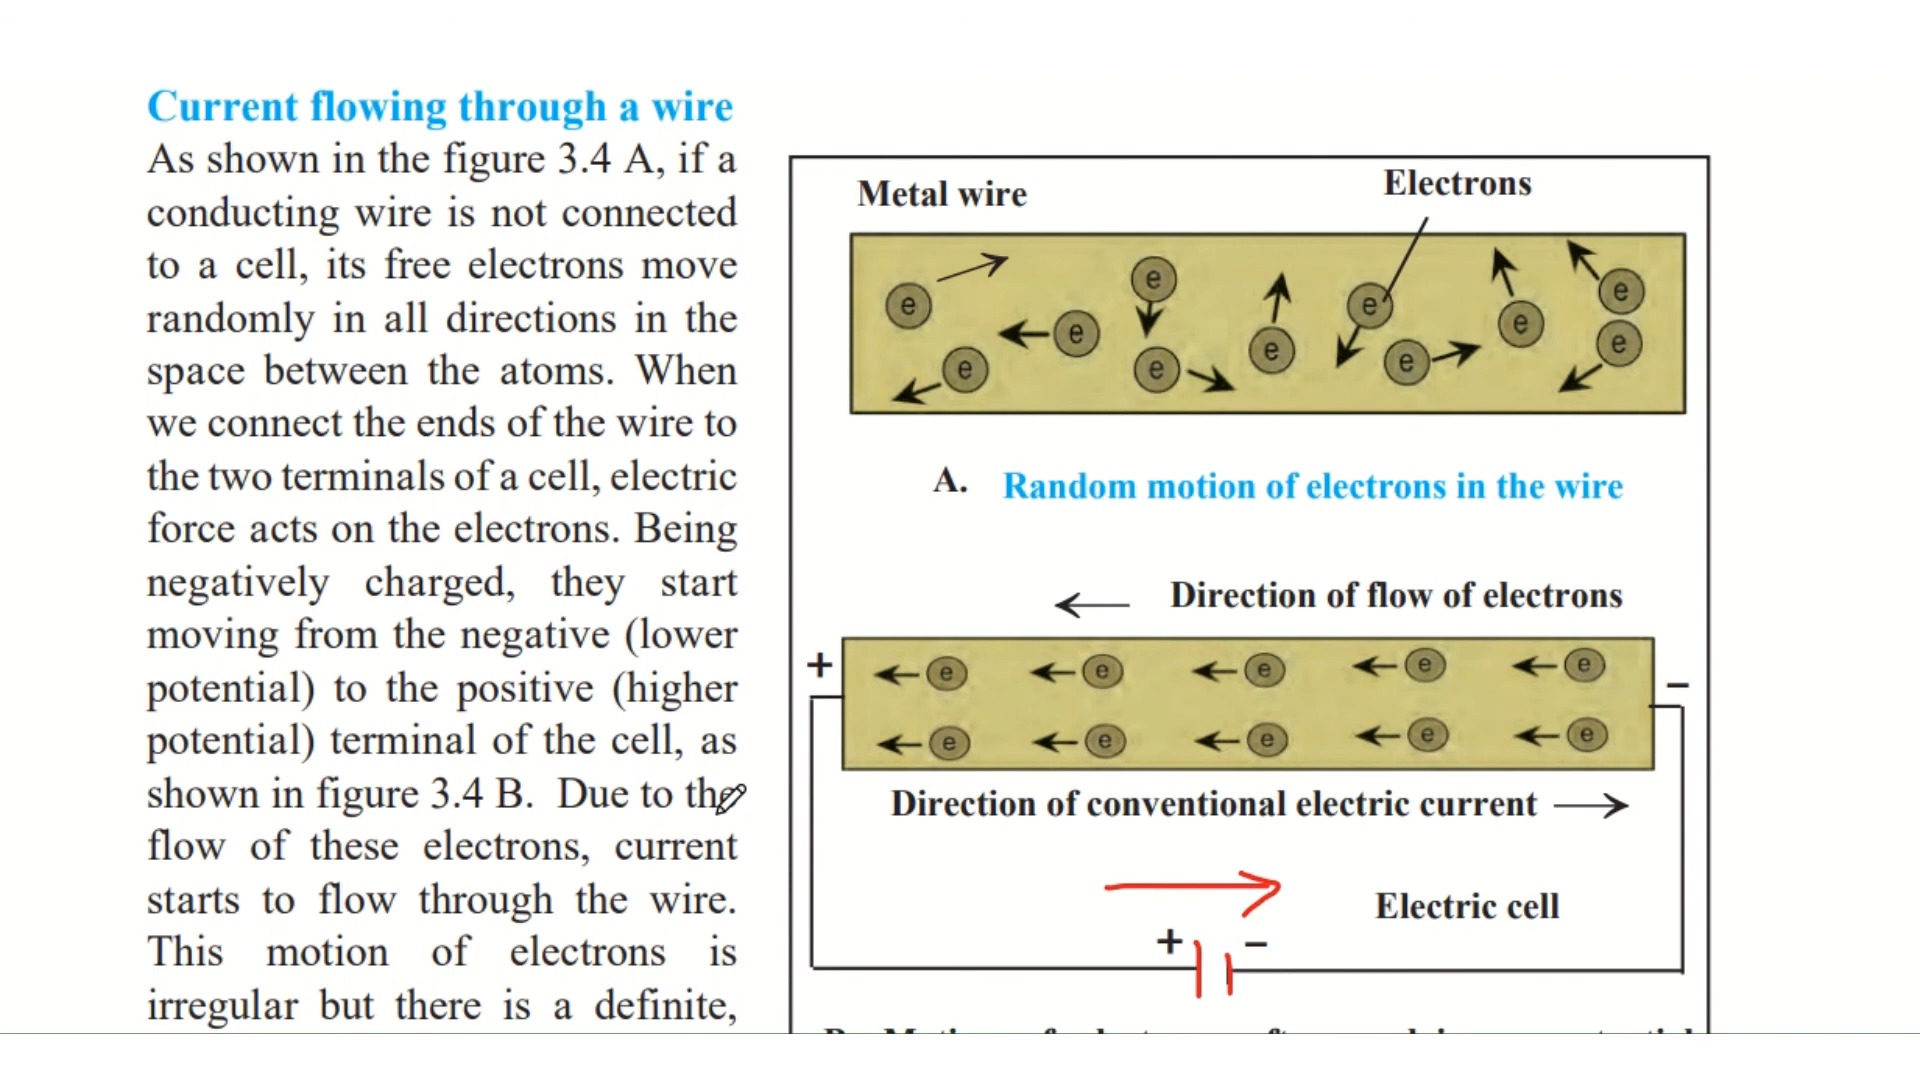 Current flowing through a wire
As shown in the figure 3.4 A, if a
conducting wire is not connected
to a cell, its free electrons move
randomly in all directions in the
space between the atoms. When
we connect the ends of the wire to
the two terminals of a cell, electric
force acts on the electrons. Being
negatively charged, they start
moving from the negative (lower
potential) to the positive (higher
potential) terminal of the cell, as
shown in figure 3.4 B. Due to the
flow of these electrons, current
starts to flow through the wire.
This motion of electrons is
irregular but there is a definite,
Metal wire
Electrons
e e e e e e e e e e e
A. Random motion of electrons in the wire
Direction of flow of electrons
+ e e e e e −
e e e e e
Direction of conventional electric current
Electric cell
+ −